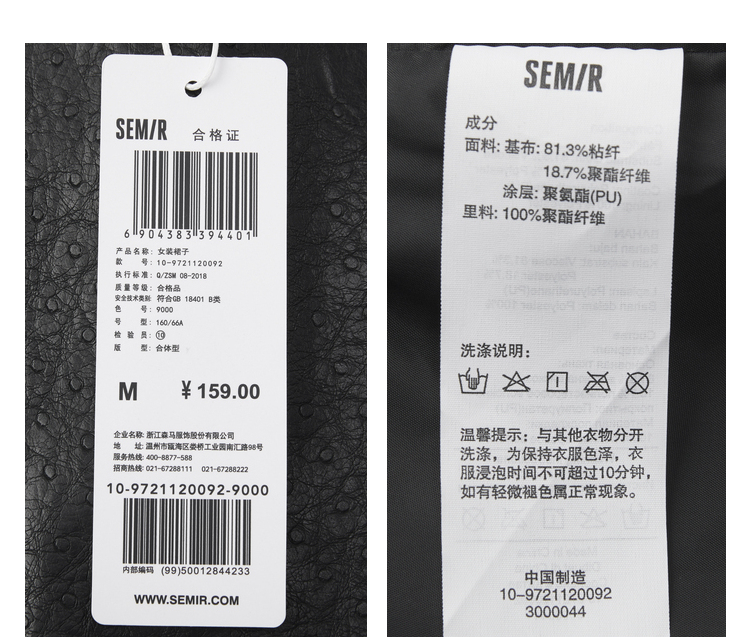 SEMIR
合格证
6 904383 394401
产品名称: 女装裙子
款 号: 10-9721120092
执行标准: Q/ZSM 08-2018
质量等级: 合格品
安全技术类别: 符合GB 18401 B类
色 号: 9000
号 型: 160/66A
检 验 员: ⑩
版 型: 合体型
M ¥159.00
企业名称: 浙江森马服饰股份有限公司
地 址: 温州市瓯海区娄桥工业园南汇路98号
服务热线: 400-8877-588
招商热线: 021-67288111 021-67288222
10-9721120092-9000
内部编码 (99)50012844233
WWW.SEMIR.COM
SEMIR
成分
面料: 基布: 81.3%粘纤
18.7%聚酯纤维
涂层: 聚氨酯(PU)
里料: 100%聚酯纤维
洗涤说明:
温馨提示: 与其他衣物分开
洗涤, 为保持衣服色泽, 衣
服浸泡时间不可超过10分钟,
如有轻微褪色属正常现象。
中国制造
10-9721120092
3000044